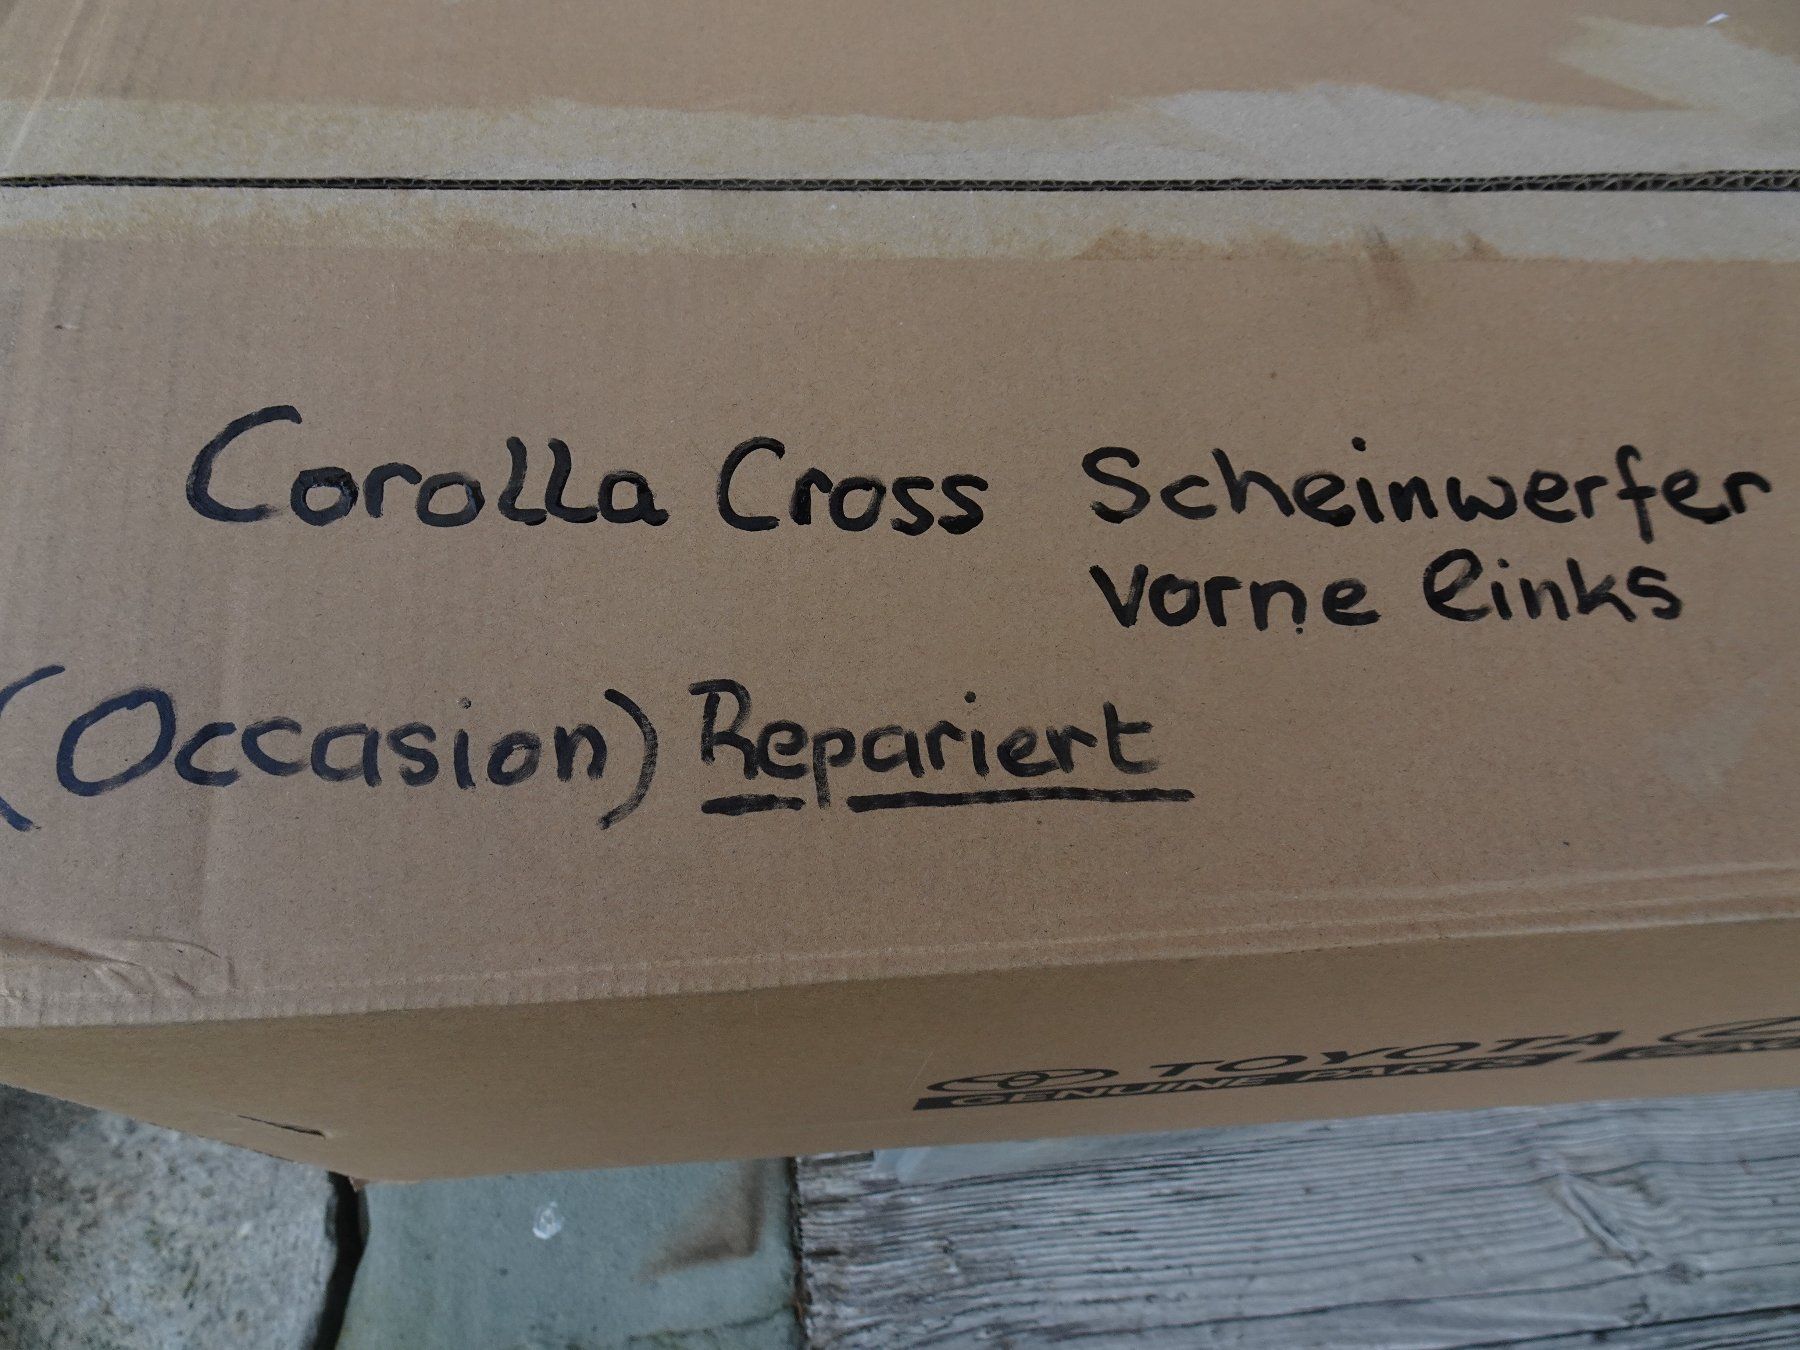 Corolla Cross Scheinwerfer
vorne links
(Occasion) Repariert
TOYOTA
GENUINE PARTS